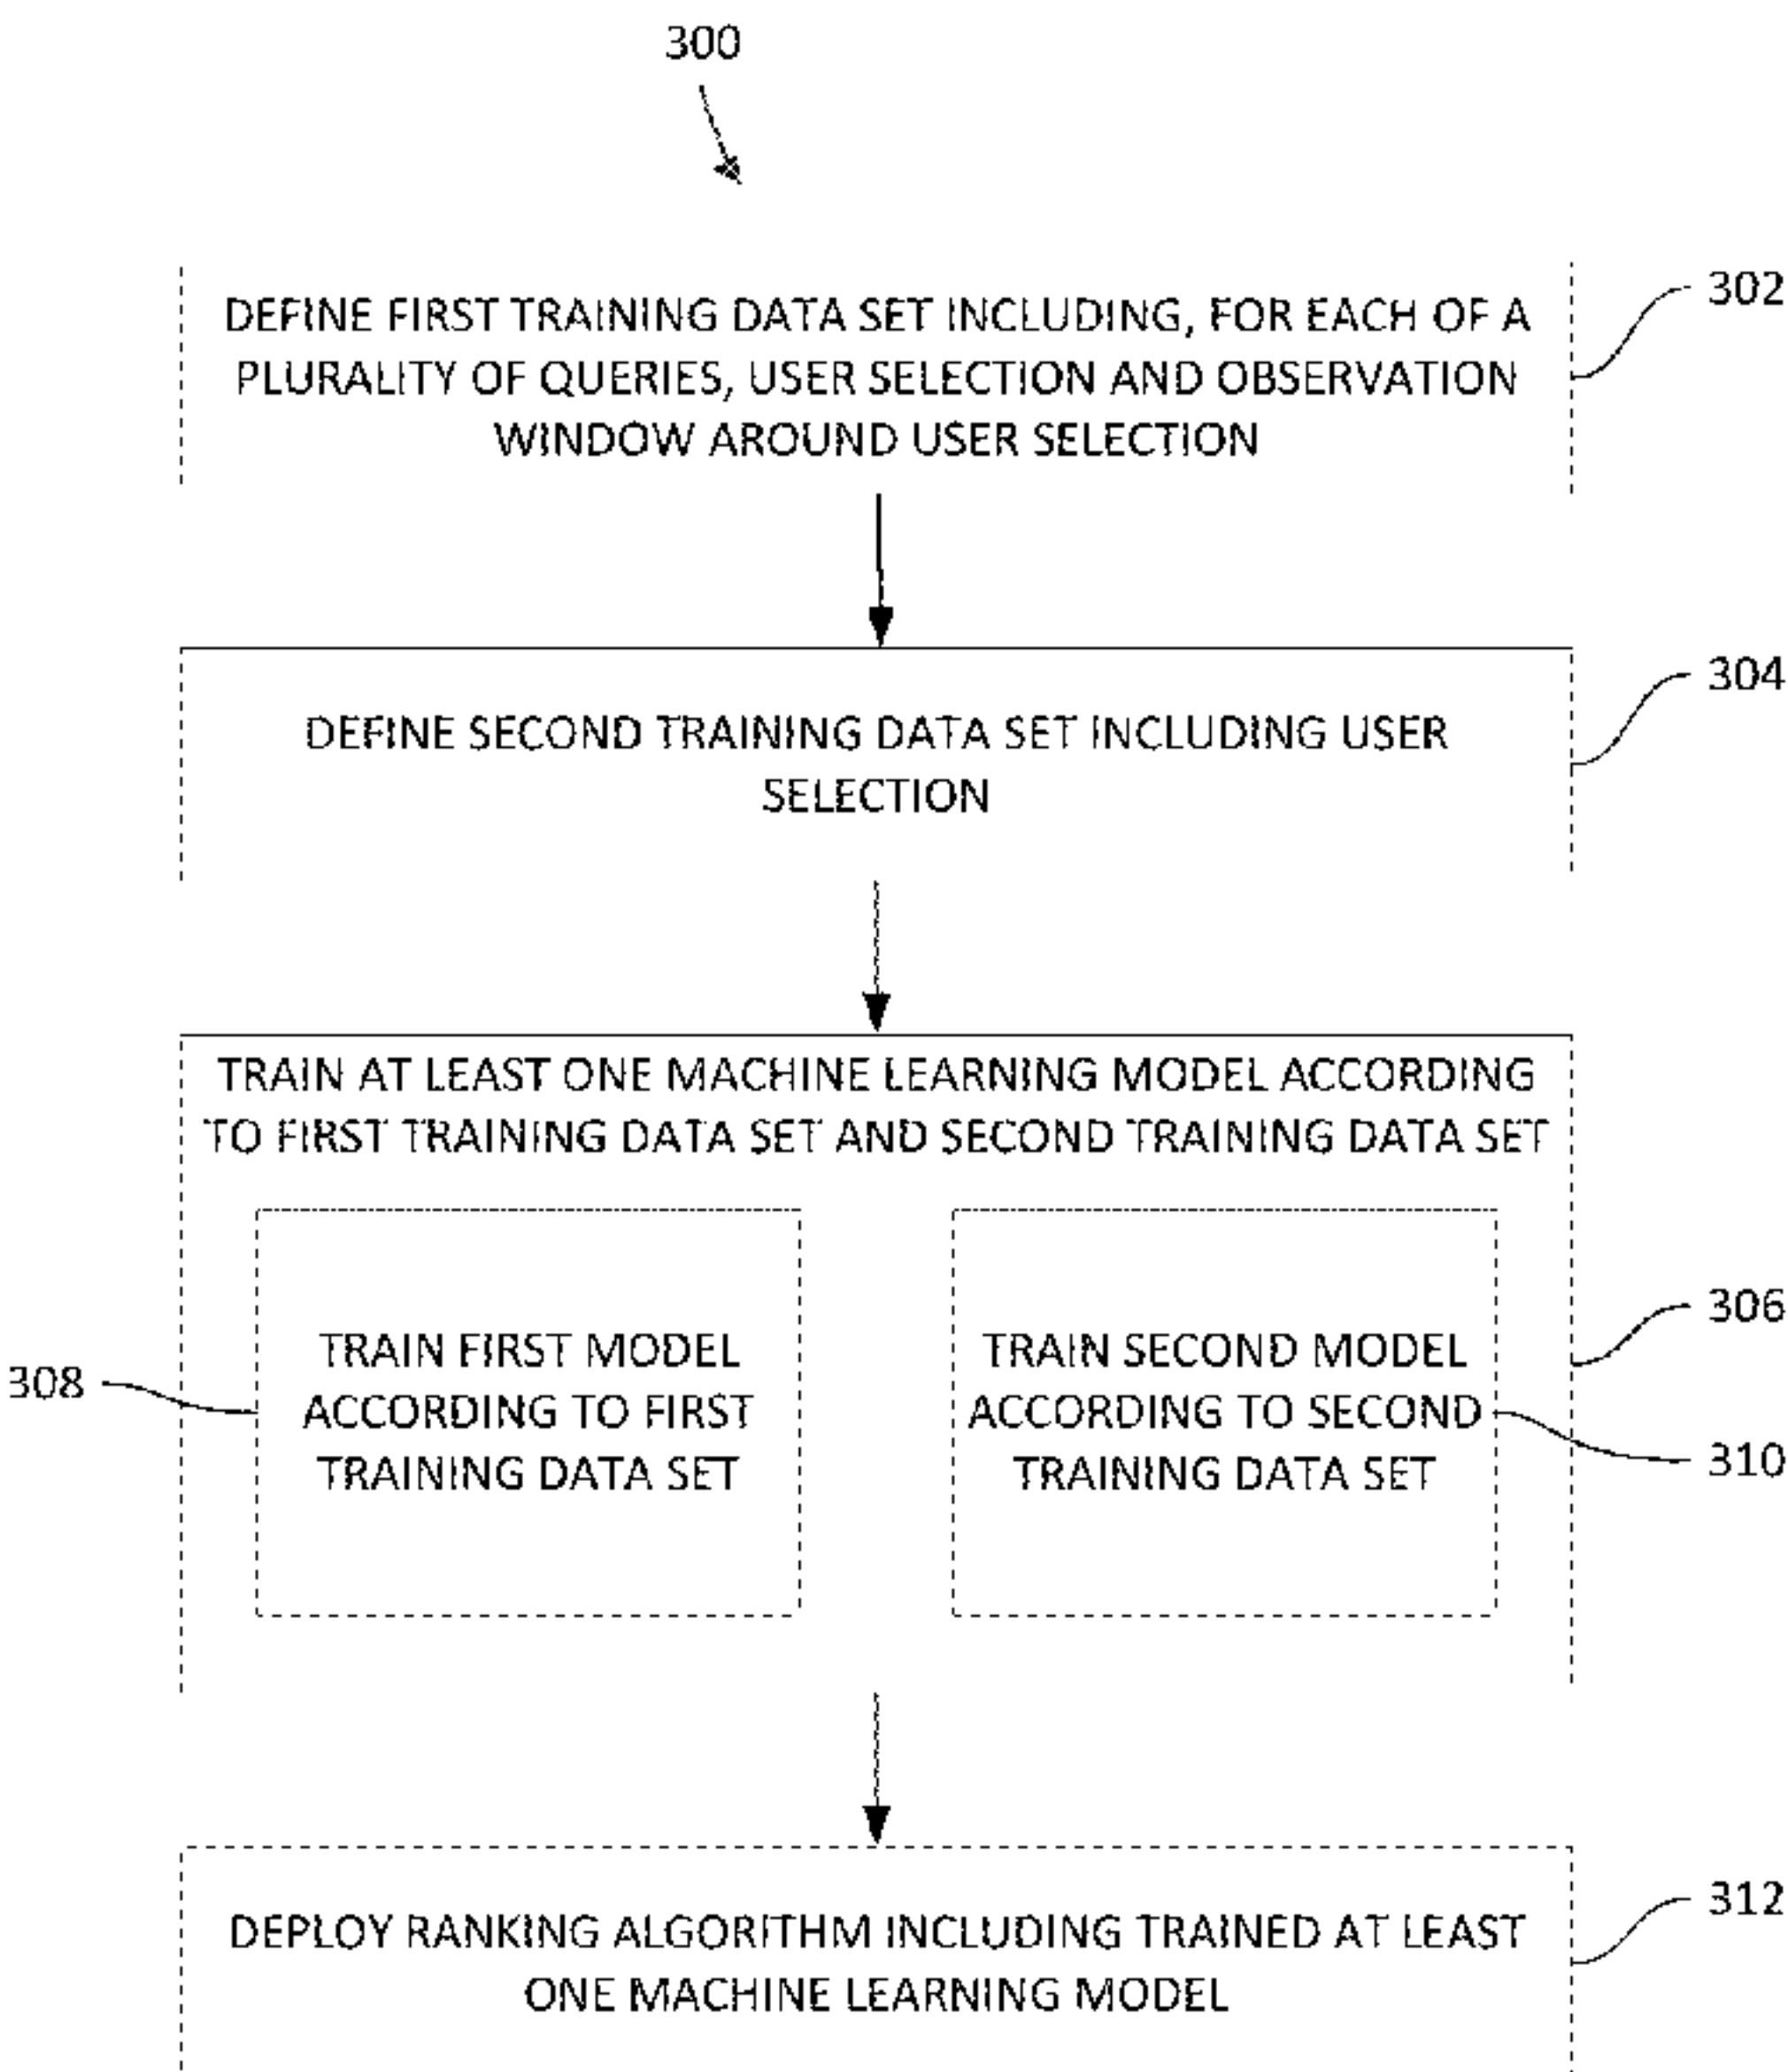 300
DEFINE FIRST TRAINING DATA SET INCLUDING, FOR EACH OF A
PLURALITY OF QUERIES, USER SELECTION AND OBSERVATION
WINDOW AROUND USER SELECTION
302
DEFINE SECOND TRAINING DATA SET INCLUDING USER
SELECTION
304
TRAIN AT LEAST ONE MACHINE LEARNING MODEL ACCORDING
TO FIRST TRAINING DATA SET AND SECOND TRAINING DATA SET
306
308
TRAIN FIRST MODEL
ACCORDING TO FIRST
TRAINING DATA SET
TRAIN SECOND MODEL
ACCORDING TO SECOND
TRAINING DATA SET
310
DEPLOY RANKING ALGORITHM INCLUDING TRAINED AT LEAST
ONE MACHINE LEARNING MODEL
312